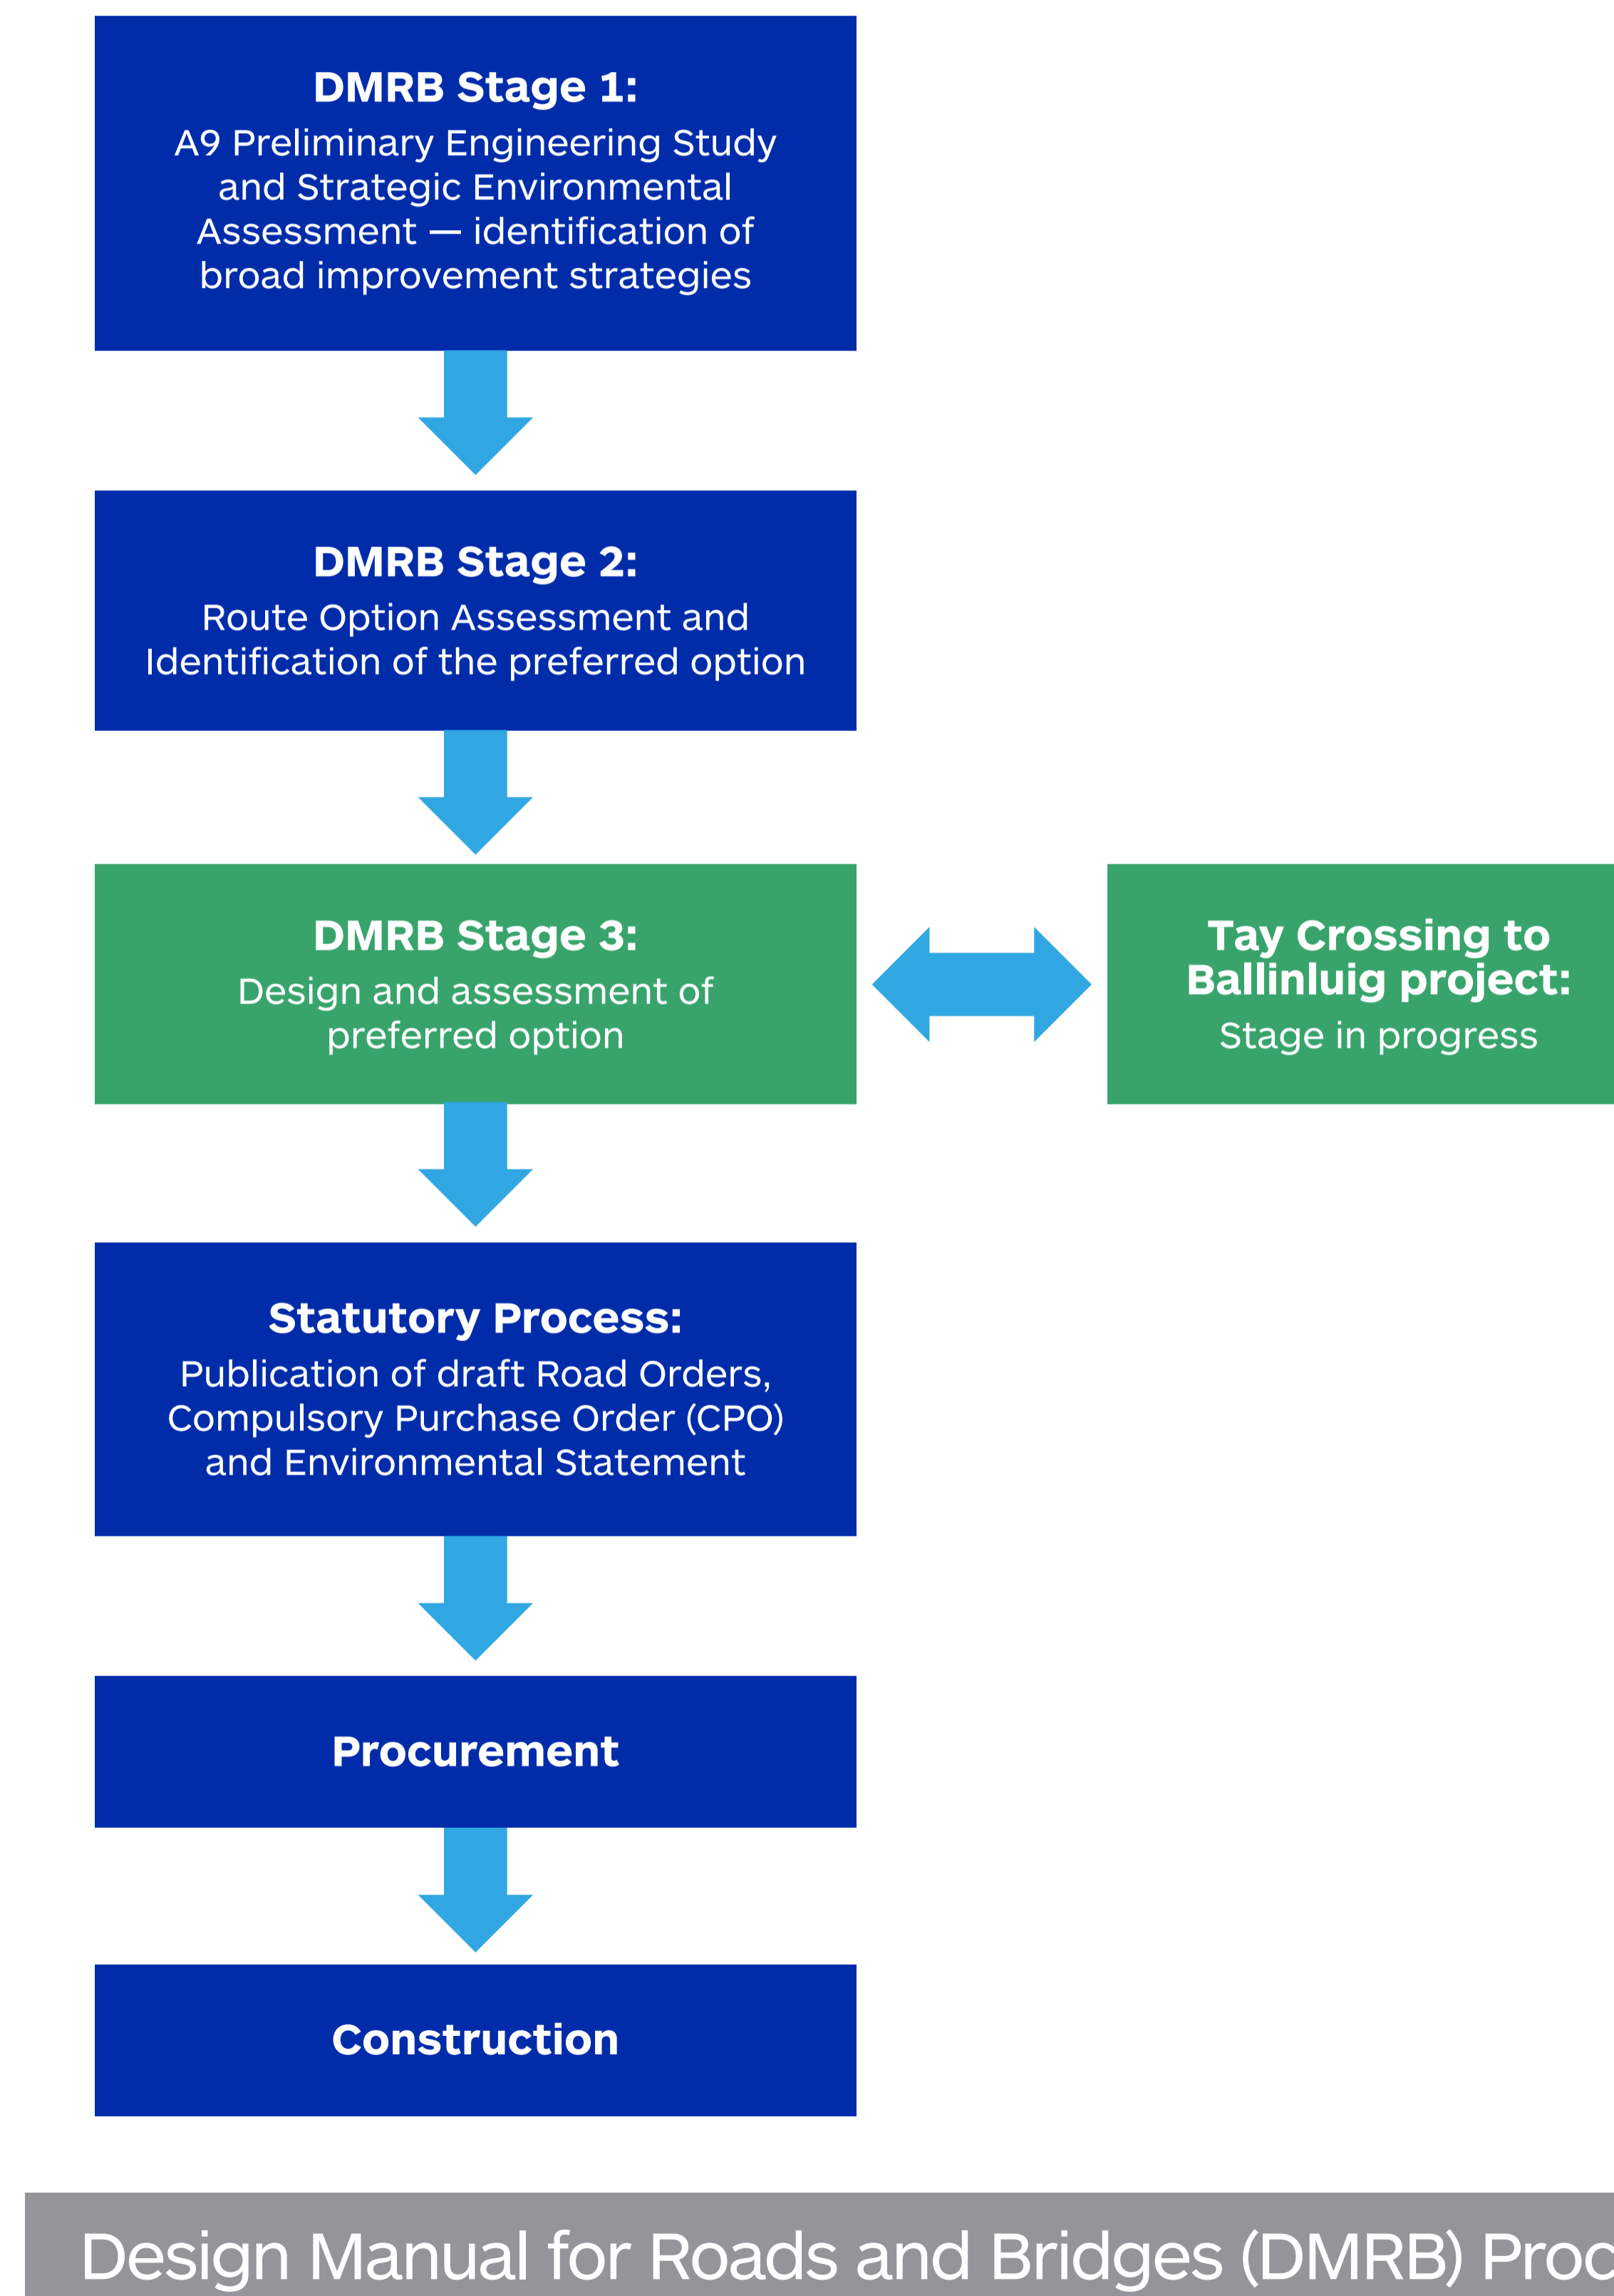 DMRB Stage 1:
A9 Preliminary Engineering Study
and Strategic Environmental
Assessment — identification of
broad improvement strategies
DMRB Stage 2:
Route Option Assessment and
Identification of the preferred option
DMRB Stage 3:
Design and assessment of
preferred option
Tay Crossing to
Ballinluig project:
Stage in progress
Statutory Process:
Publication of draft Road Orders,
Compulsory Purchase Order (CPO)
and Environmental Statement
Procurement
Construction
Design Manual for Roads and Bridges (DMRB)